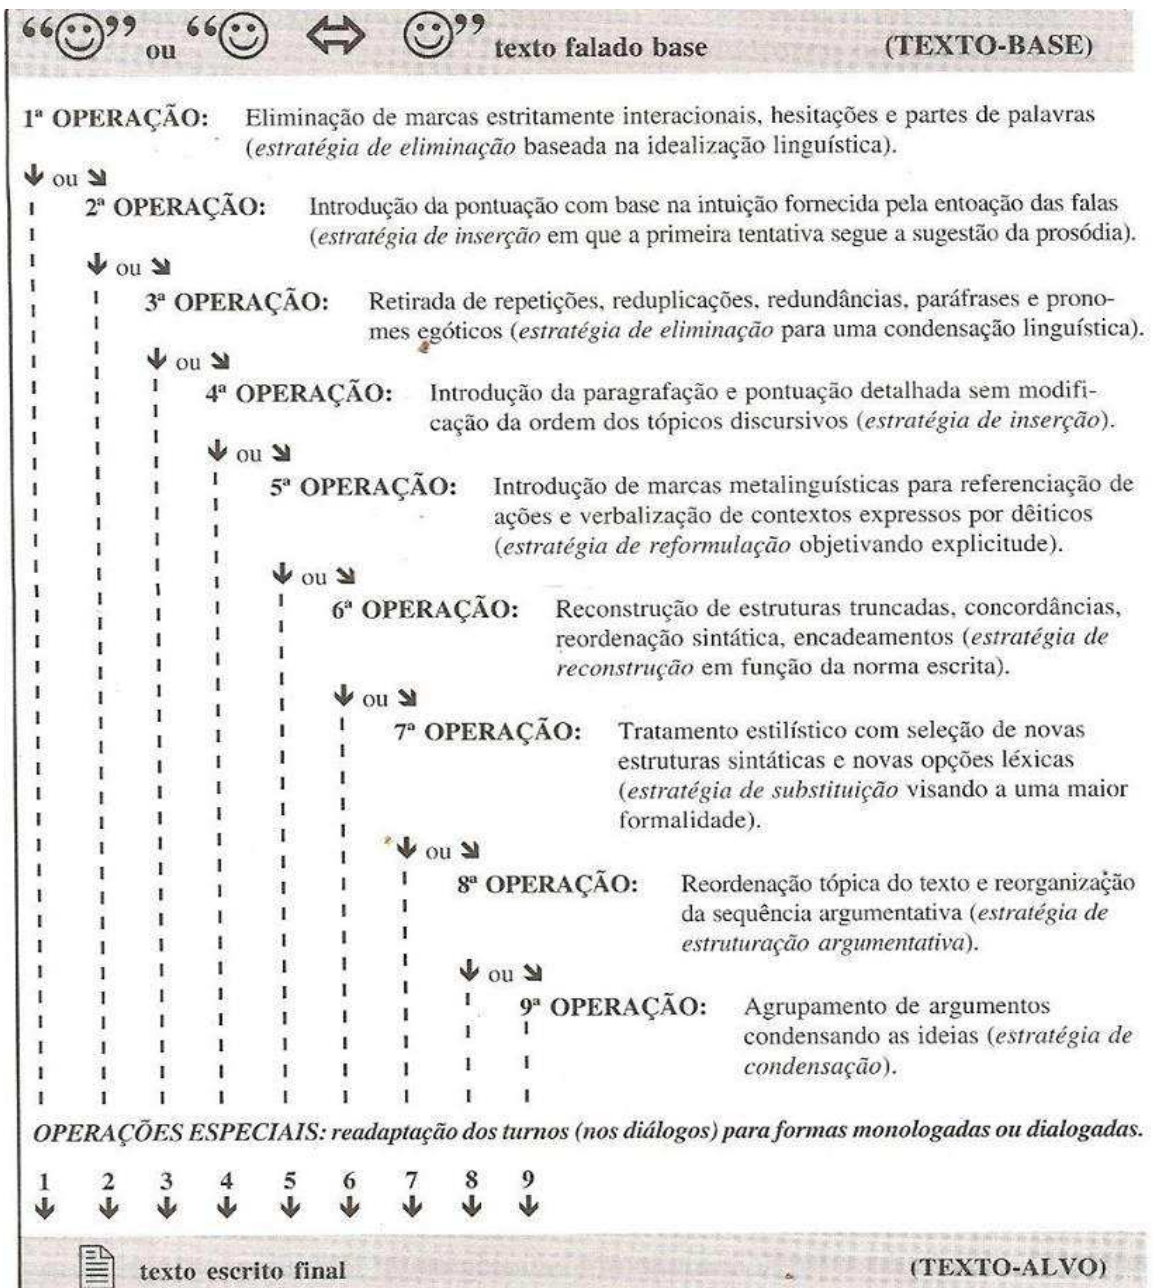 “ ” ou “ ” texto falado base (TEXTO-BASE)
1ª OPERAÇÃO: Eliminação de marcas estritamente interacionais, hesitações e partes de palavras
(estratégia de eliminação baseada na idealização linguística).
ou
2ª OPERAÇÃO: Introdução da pontuação com base na intuição fornecida pela entoação das falas
(estratégia de inserção em que a primeira tentativa segue a sugestão da prosódia).
ou
3ª OPERAÇÃO: Retirada de repetições, reduplicações, redundâncias, paráfrases e prono-
mes egóticos (estratégia de eliminação para uma condensação linguística).
ou
4ª OPERAÇÃO: Introdução da paragrafação e pontuação detalhada sem modifi-
cação da ordem dos tópicos discursivos (estratégia de inserção).
ou
5ª OPERAÇÃO: Introdução de marcas metalinguísticas para referenciação de
ações e verbalização de contextos expressos por dêiticos
(estratégia de reformulação objetivando explicitude).
ou
6ª OPERAÇÃO: Reconstrução de estruturas truncadas, concordâncias,
reordenação sintática, encadeamentos (estratégia de
reconstrução em função da norma escrita).
ou
7ª OPERAÇÃO: Tratamento estilístico com seleção de novas
estruturas sintáticas e novas opções léxicas
(estratégia de substituição visando a uma maior
formalidade).
ou
8ª OPERAÇÃO: Reordenação tópica do texto e reorganização
da sequência argumentativa (estratégia de
estruturação argumentativa).
ou
9ª OPERAÇÃO: Agrupamento de argumentos
condensando as ideias (estratégia de
condensação).
OPERAÇÕES ESPECIAIS: readaptação dos turnos (nos diálogos) para formas monologadas ou dialogadas.
1 2 3 4 5 6 7 8 9
texto escrito final (TEXTO-ALVO)